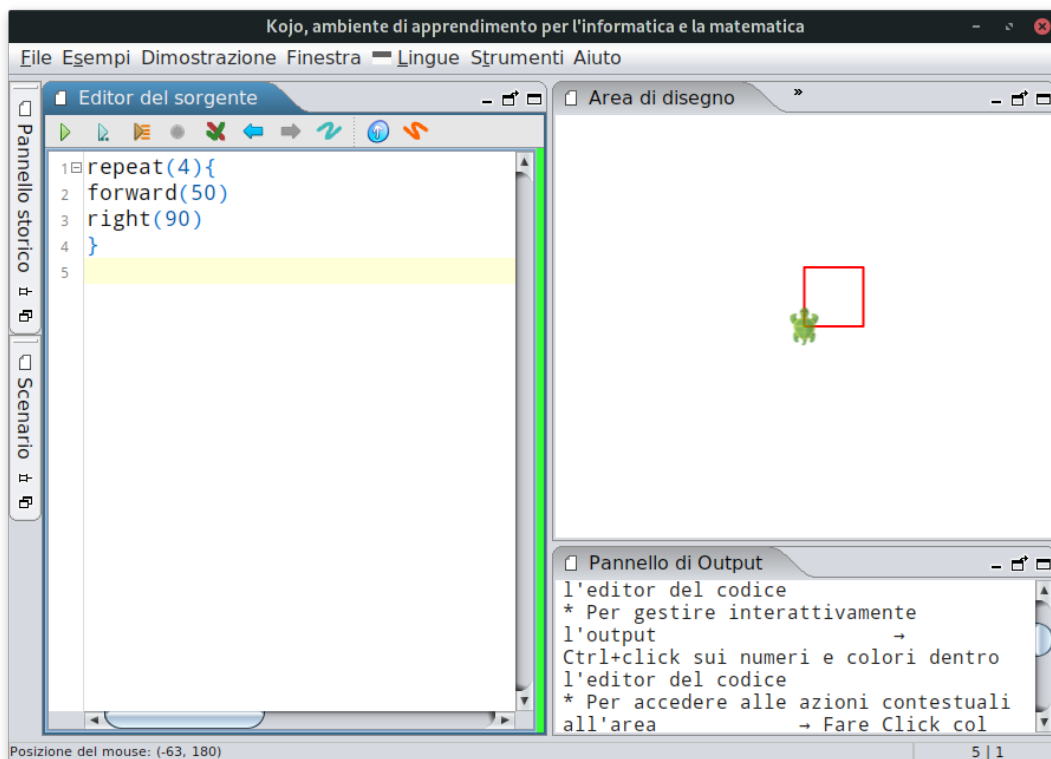 Kojo, ambiente di apprendimento per l'informatica e la matematica
File Esempi Dimostrazione Finestra Lingue Strumenti Aiuto
Pannello storico
Scenario
Editor del sorgente
1 repeat(4){
2 forward(50)
3 right(90)
4 }
5
Area di disegno »
Pannello di Output
l'editor del codice
* Per gestire interattivamente
l'output →
Ctrl+click sui numeri e colori dentro
l'editor del codice
* Per accedere alle azioni contestuali
all'area → Fare Click col
Posizione del mouse: (-63, 180)
5 | 1